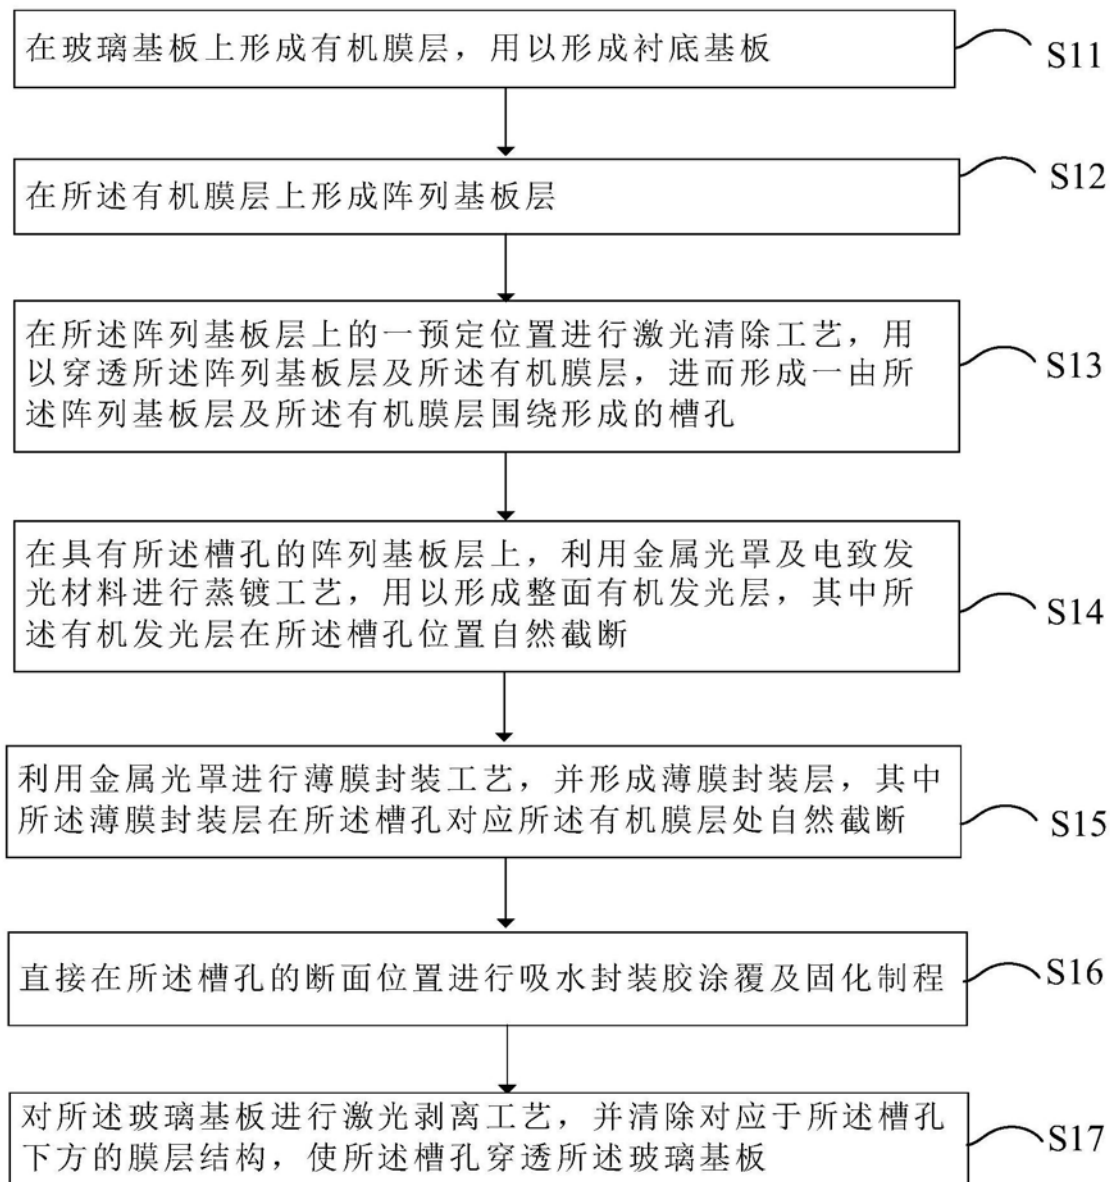 在玻璃基板上形成有机膜层，用以形成衬底基板
S11
在所述有机膜层上形成阵列基板层
S12
在所述阵列基板层上的一预定位置进行激光清除工艺，用
以穿透所述阵列基板层及所述有机膜层，进而形成一由所
述阵列基板层及所述有机膜层围绕形成的槽孔
S13
在具有所述槽孔的阵列基板层上，利用金属光罩及电致发
光材料进行蒸镀工艺，用以形成整面有机发光层，其中所
述有机发光层在所述槽孔位置自然截断
S14
利用金属光罩进行薄膜封装工艺，并形成薄膜封装层，其中
所述薄膜封装层在所述槽孔对应所述有机膜层处自然截断
S15
直接在所述槽孔的断面位置进行吸水封装胶涂覆及固化制程
S16
对所述玻璃基板进行激光剥离工艺，并清除对应于所述槽孔
下方的膜层结构，使所述槽孔穿透所述玻璃基板
S17